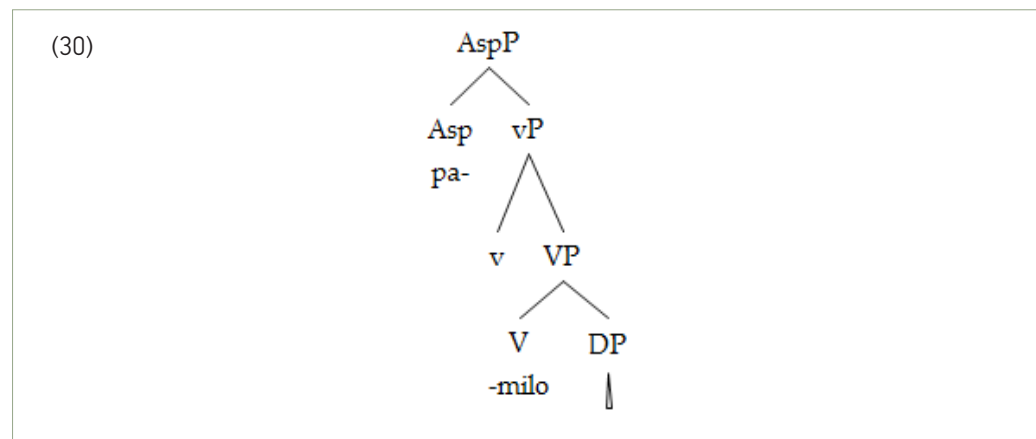 (30)
AspP
Asp vP
pa-
v VP
V DP
-milo